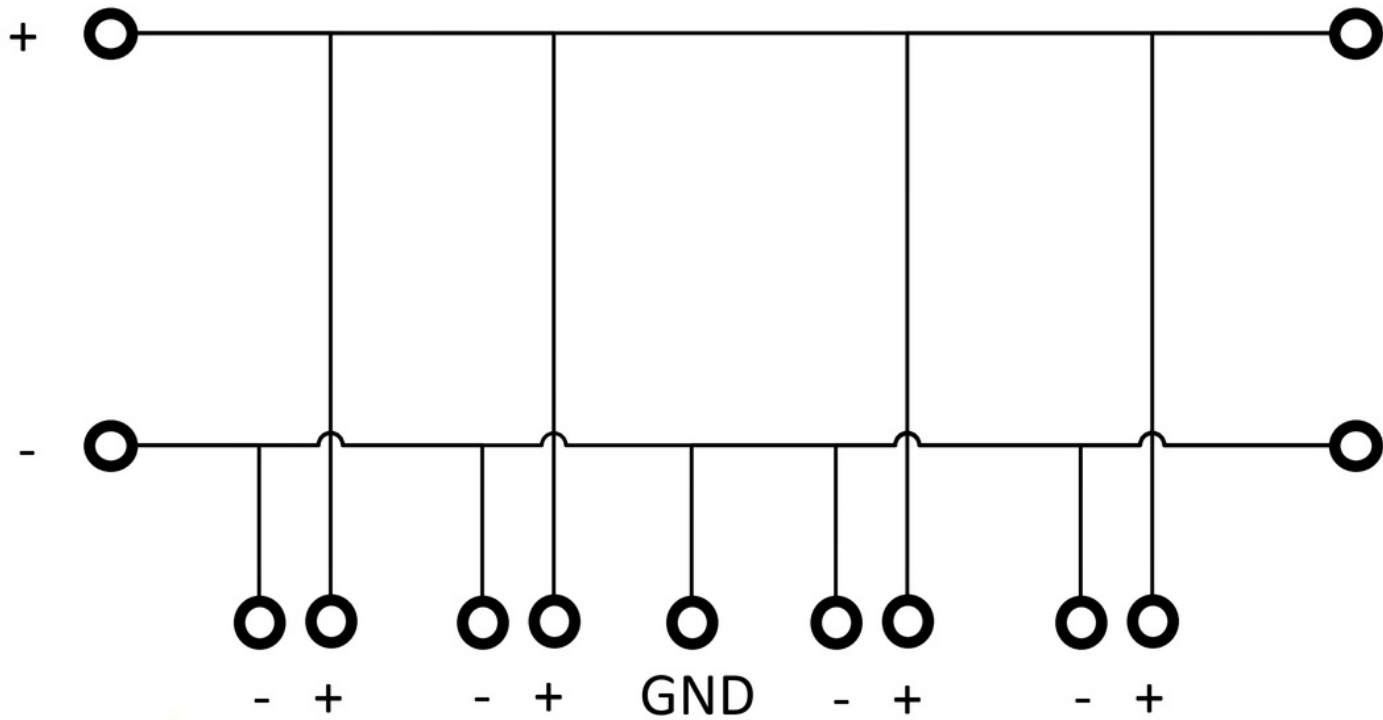 +
-
- + - + GND - + - +